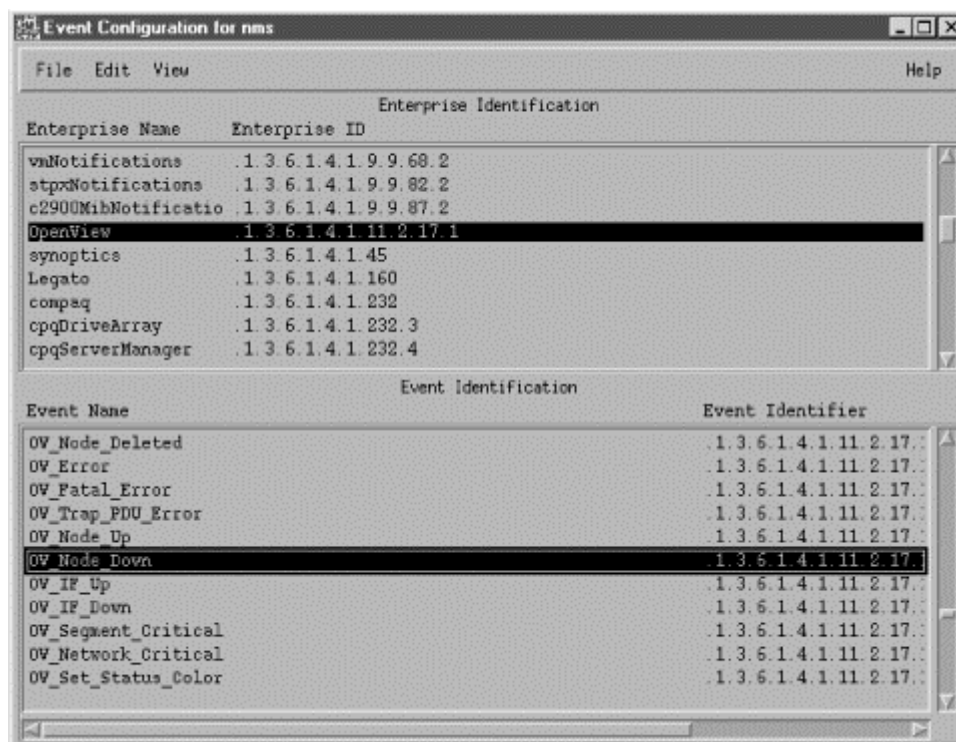 Event Configuration for nms
File Edit View Help
Enterprise Identification
Enterprise Name Enterprise ID
vmNotifications .1.3.6.1.4.1.9.9.68.2
stpxNotifications .1.3.6.1.4.1.9.9.82.2
c2900MibNotificatio .1.3.6.1.4.1.9.9.87.2
OpenView .1.3.6.1.4.1.11.2.17.1
synoptics .1.3.6.1.4.1.45
Legato .1.3.6.1.4.1.160
compaq .1.3.6.1.4.1.232
cpqDriveArray .1.3.6.1.4.1.232.3
cpqServerManager .1.3.6.1.4.1.232.4
Event Identification
Event Name Event Identifier
OV_Node_Deleted .1.3.6.1.4.1.11.2.17.
OV_Error .1.3.6.1.4.1.11.2.17.
OV_Fatal_Error .1.3.6.1.4.1.11.2.17.
OV_Trap_PDU_Error .1.3.6.1.4.1.11.2.17.
OV_Node_Up .1.3.6.1.4.1.11.2.17.
OV_Node_Down .1.3.6.1.4.1.11.2.17.
OV_IF_Up .1.3.6.1.4.1.11.2.17.
OV_IF_Down .1.3.6.1.4.1.11.2.17.
OV_Segment_Critical .1.3.6.1.4.1.11.2.17.
OV_Network_Critical .1.3.6.1.4.1.11.2.17.
OV_Set_Status_Color .1.3.6.1.4.1.11.2.17.